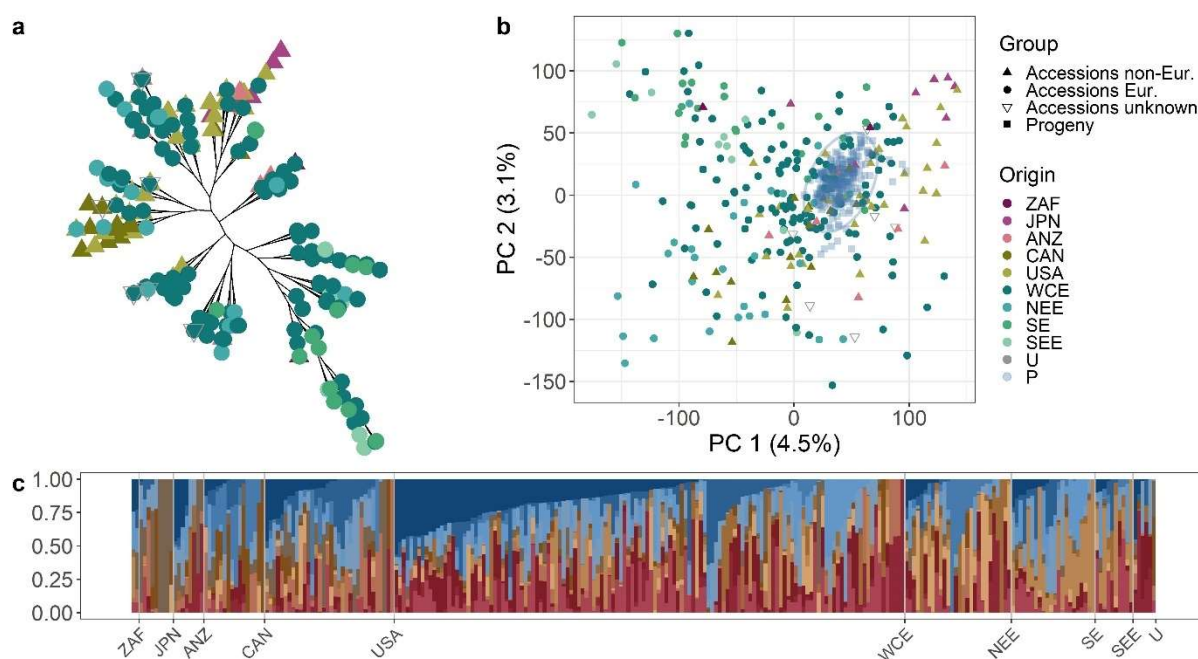 a
b
100
50
0
-50
-100
-150
PC 2 (3.1%)
-100
0
100
PC 1 (4.5%)
Group
Accessions non-Eur.
Accessions Eur.
Accessions unknown
Progeny
Origin
ZAF
JPN
ANZ
CAN
USA
WCE
NEE
SE
SEE
U
P
c
1.00
0.75
0.50
0.25
0.00
ZAF
JPN
ANZ
CAN
USA
WCE
NEE
SE
SEE
U